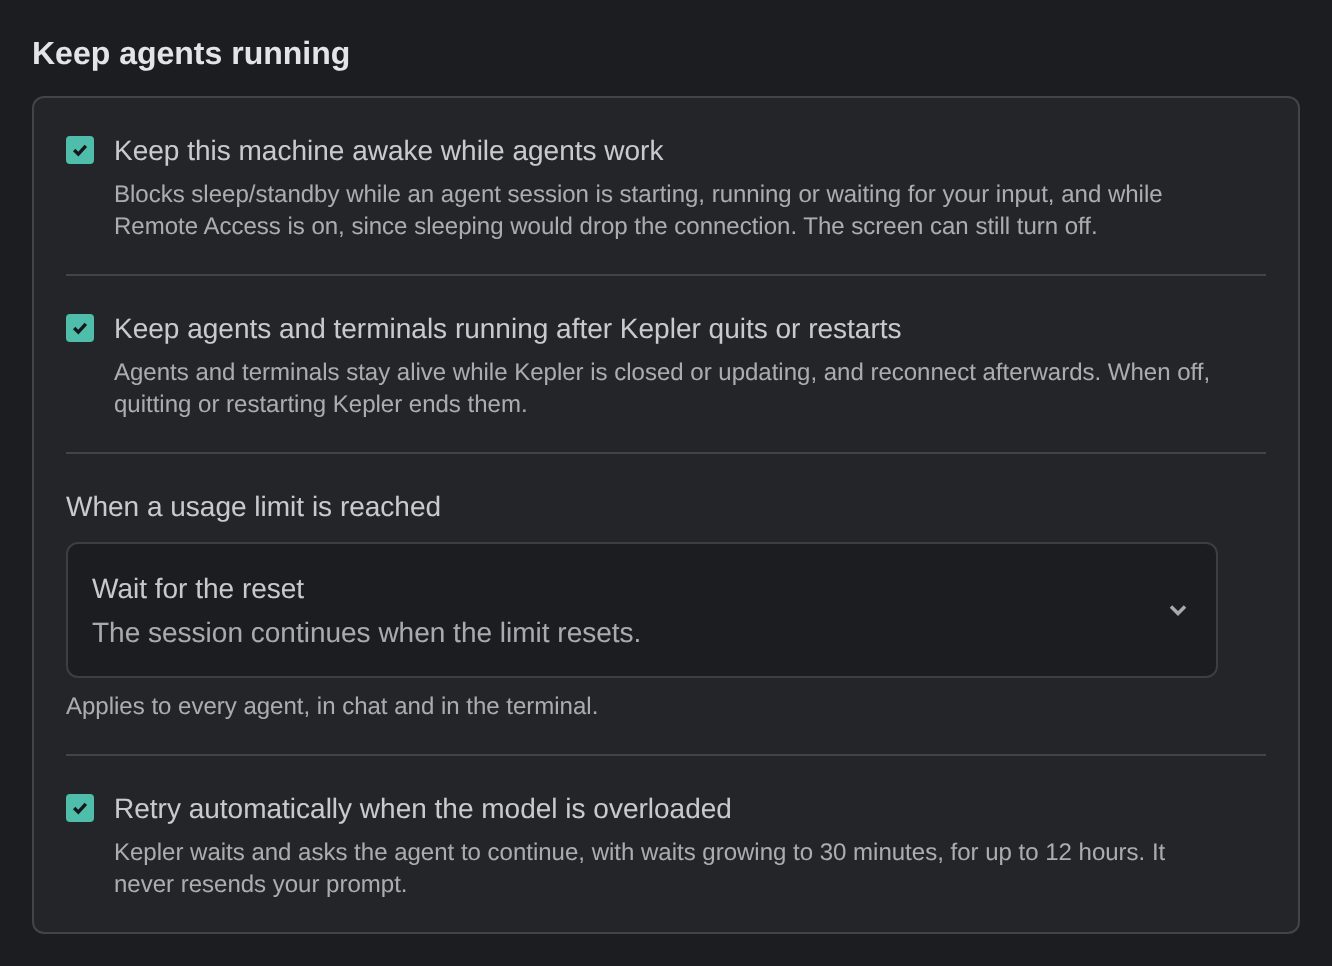 Keep agents running
Keep this machine awake while agents work
Blocks sleep/standby while an agent session is starting, running or waiting for your input, and while
Remote Access is on, since sleeping would drop the connection. The screen can still turn off.
Keep agents and terminals running after Kepler quits or restarts
Agents and terminals stay alive while Kepler is closed or updating, and reconnect afterwards. When off,
quitting or restarting Kepler ends them.
When a usage limit is reached
Wait for the reset
The session continues when the limit resets.
Applies to every agent, in chat and in the terminal.
Retry automatically when the model is overloaded
Kepler waits and asks the agent to continue, with waits growing to 30 minutes, for up to 12 hours. It
never resends your prompt.